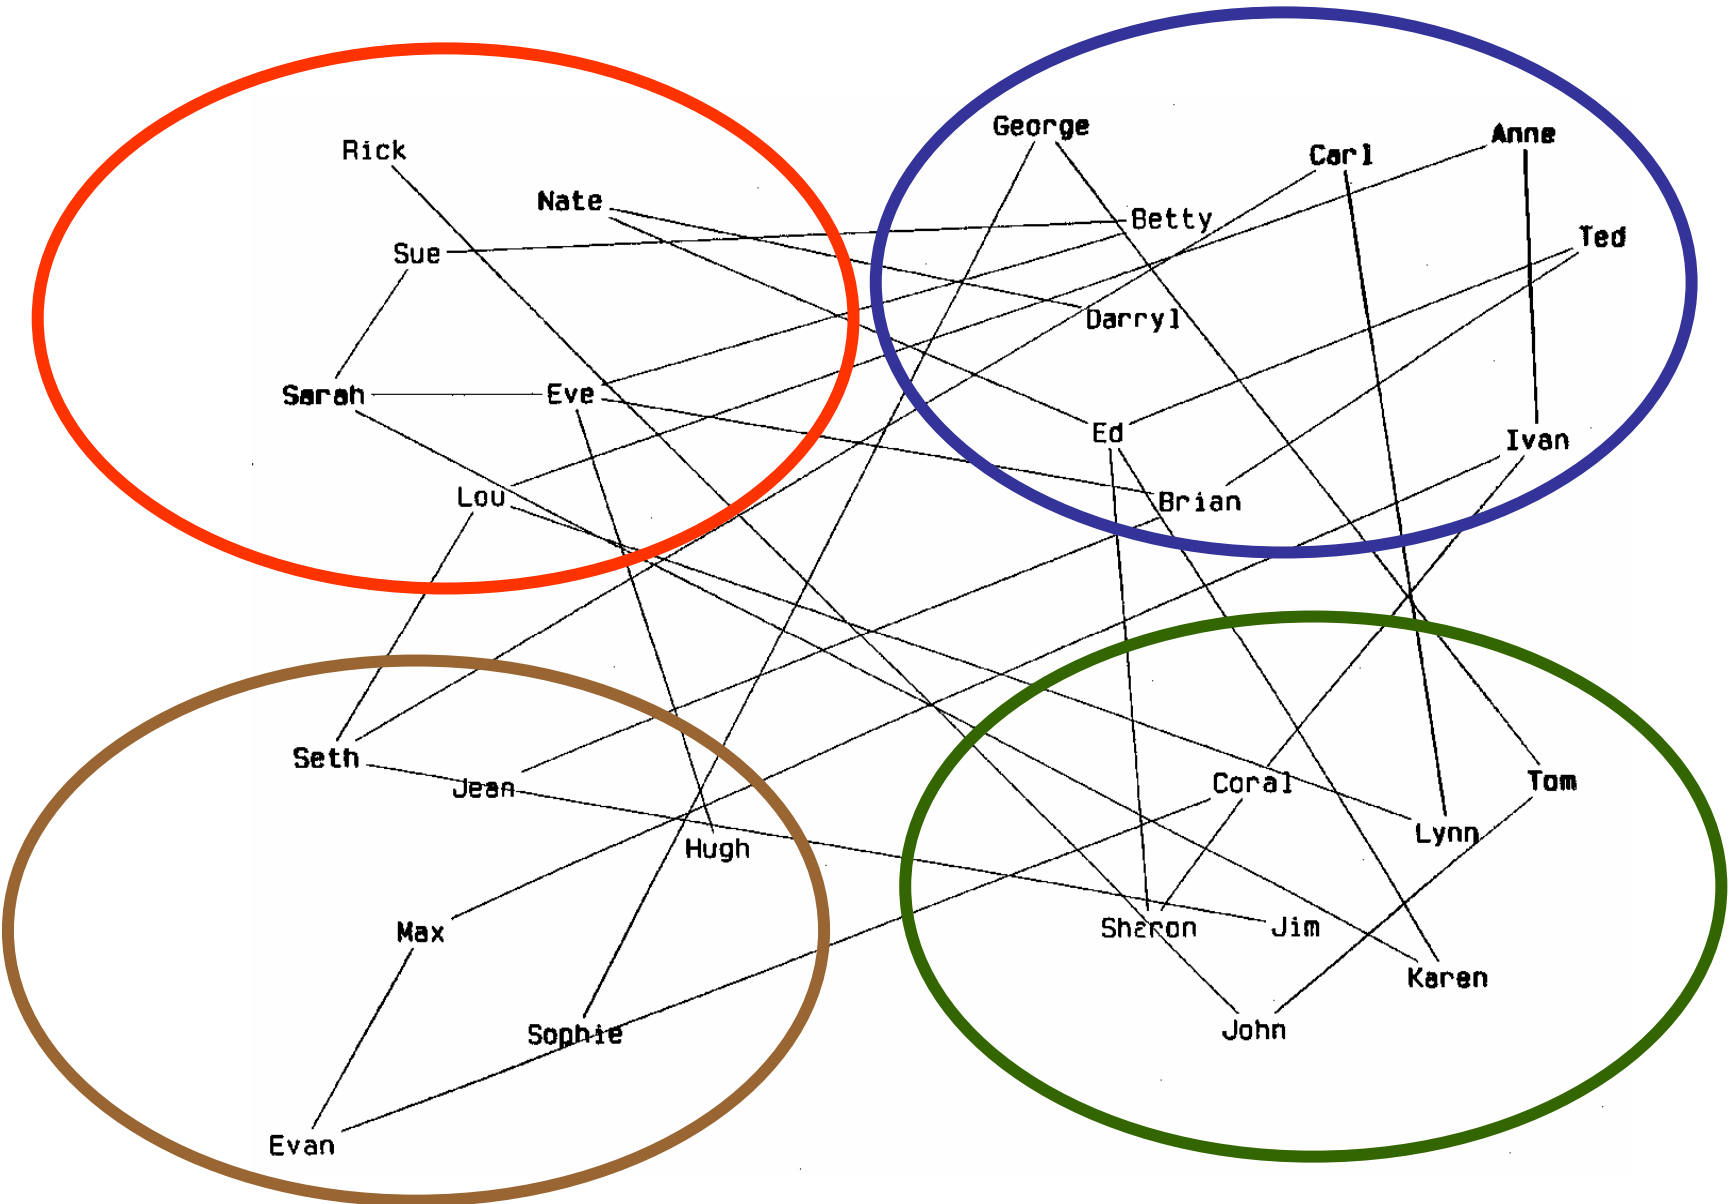 Rick
Nate
Sue
Sarah
Eve
Lou
George
Carl
Anne
Betty
Ted
Darryl
Ed
Ivan
Brian
Seth
Jean
Hugh
Max
Sophie
Evan
Coral
Tom
Lynn
Sharon
Jim
Karen
John